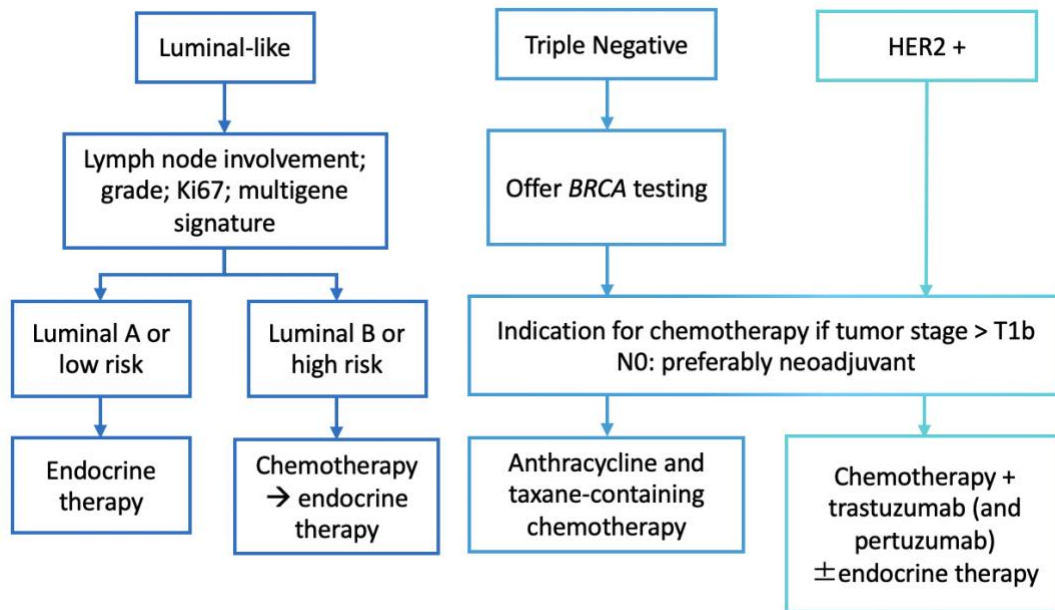 Luminal-like
Triple Negative
HER2 +
Lymph node involvement;
grade; Ki67; multigene
signature
Offer BRCA testing
Luminal A or
low risk
Luminal B or
high risk
Indication for chemotherapy if tumor stage > T1b
N0: preferably neoadjuvant
Endocrine
therapy
Chemotherapy
→ endocrine
therapy
Anthracycline and
taxane-containing
chemotherapy
Chemotherapy +
trastuzumab (and
pertuzumab)
±endocrine therapy